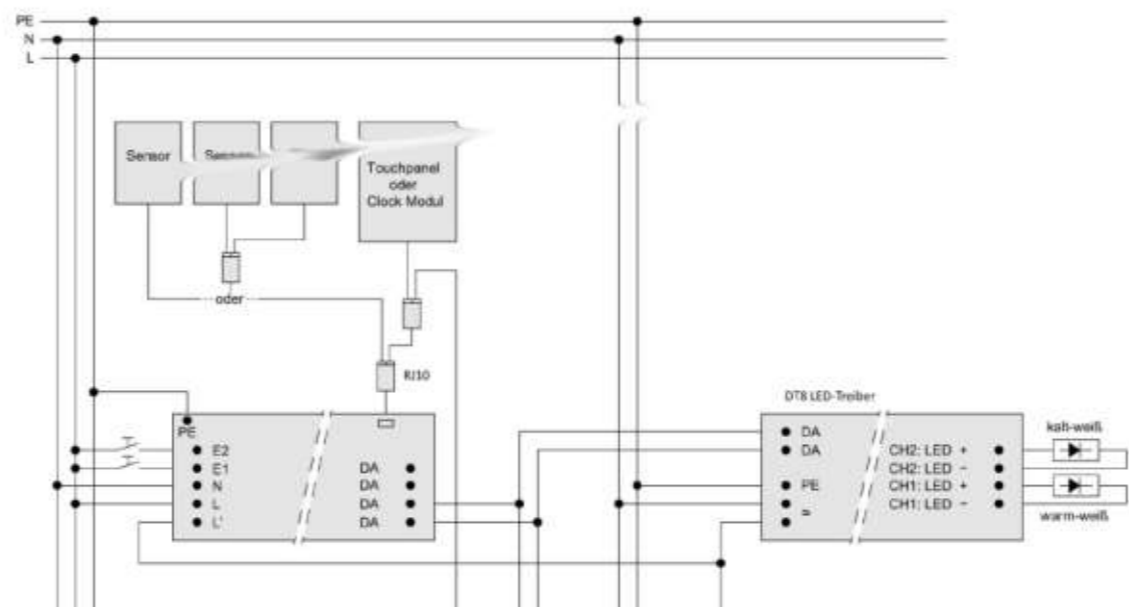 PE
N
L
Sensor
Touchpanel
oder
Clock Modul
oder
RJ10
PE
E2
E1
N
L
L'
DA
DA
DA
DA
DT8 LED-Treiber
DA
DA
PE
CH2: LED +
CH2: LED −
CH1: LED +
CH1: LED −
kalt-weiß
warm-weiß